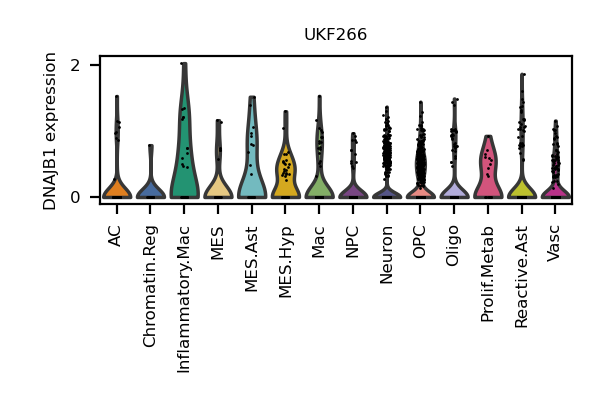 UKF266
DNAJB1 expression
2
0
AC
Chromatin.Reg
Inflammatory.Mac
MES
MES.Ast
MES.Hyp
Mac
NPC
Neuron
OPC
Oligo
Prolif.Metab
Reactive.Ast
Vasc